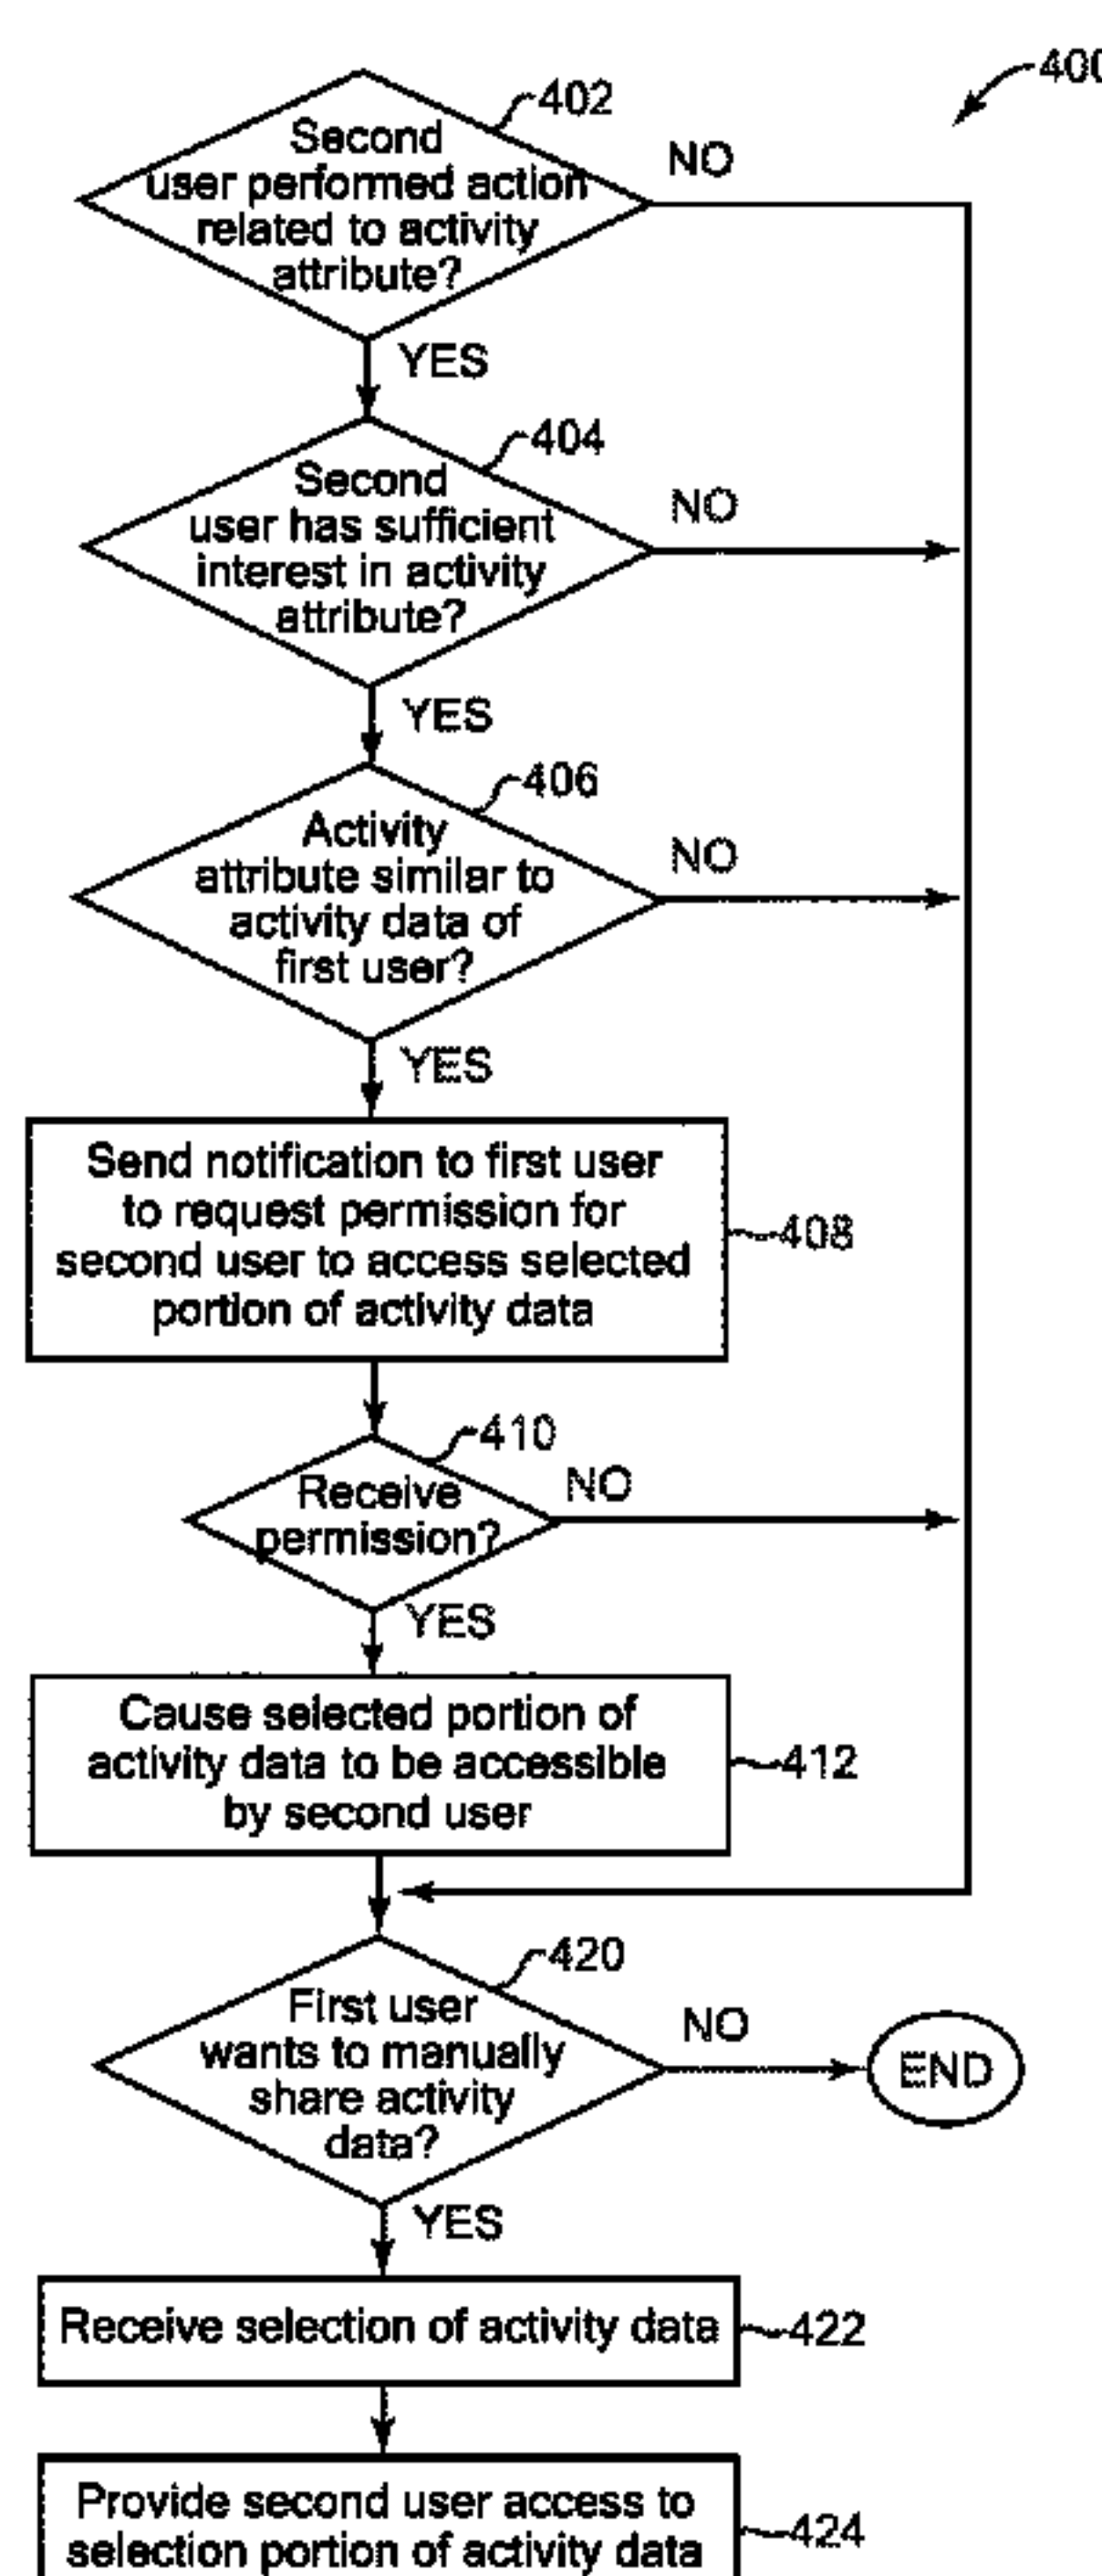 400
402
Second
user performed action
related to activity
attribute?
NO
YES
404
Second
user has sufficient
interest in activity
attribute?
NO
YES
406
Activity
attribute similar to
activity data of
first user?
NO
YES
Send notification to first user
to request permission for
second user to access selected
portion of activity data
408
410
Receive
permission?
NO
YES
Cause selected portion of
activity data to be accessible
by second user
412
420
First user
wants to manually
share activity
data?
NO
END
YES
Receive selection of activity data
422
Provide second user access to
selection portion of activity data
424